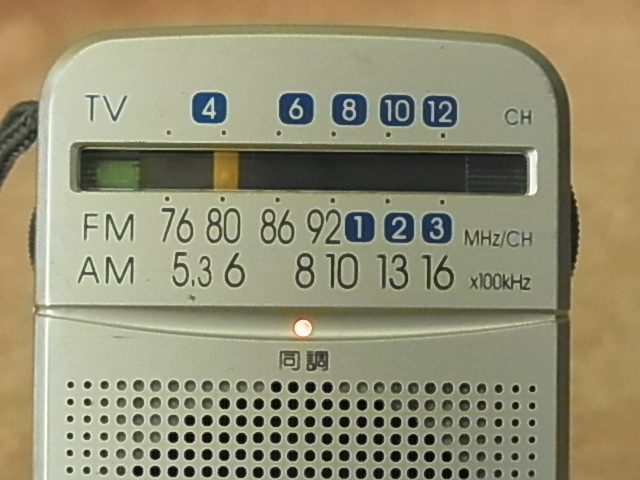 TV 4 6 8 10 12 CH
FM 76 80 86 92 1 2 3 MHz/CH
AM 5.3 6 8 10 13 16 x100kHz
同調